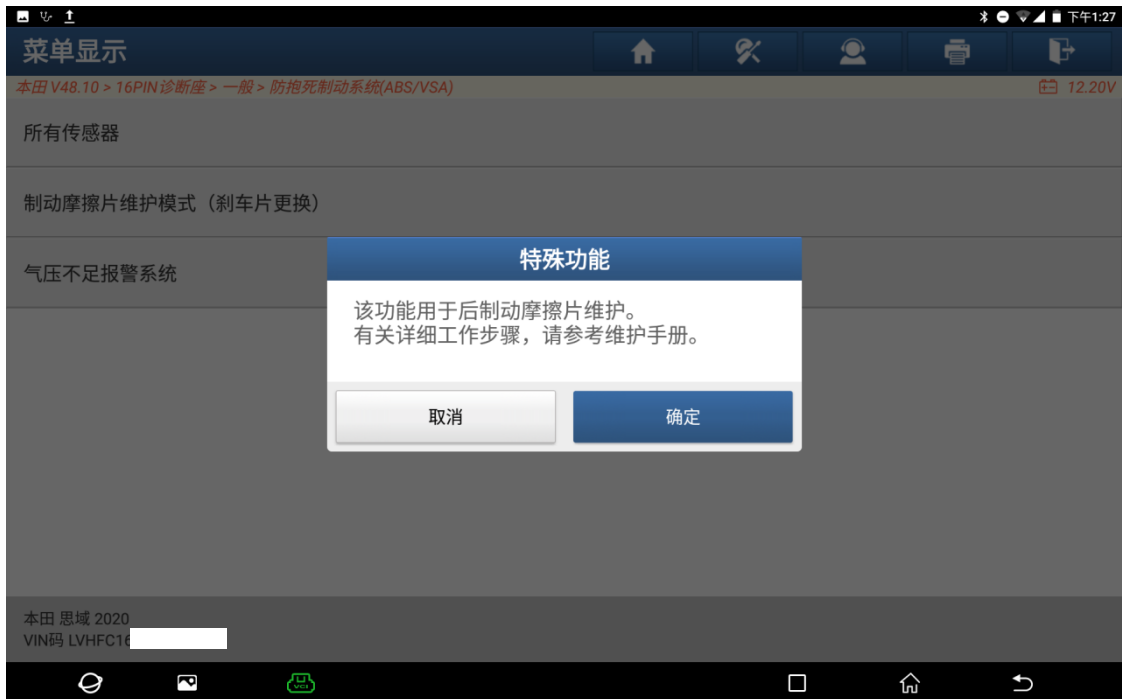 下午1:27
菜单显示
本田 V48.10 > 16PIN诊断座 > 一般 > 防抱死制动系统(ABS/VSA)
12.20V
所有传感器
制动摩擦片维护模式（刹车片更换）
气压不足报警系统
特殊功能
该功能用于后制动摩擦片维护。
有关详细工作步骤，请参考维护手册。
取消
确定
本田 思域 2020
VIN码 LVHFC16
VCI